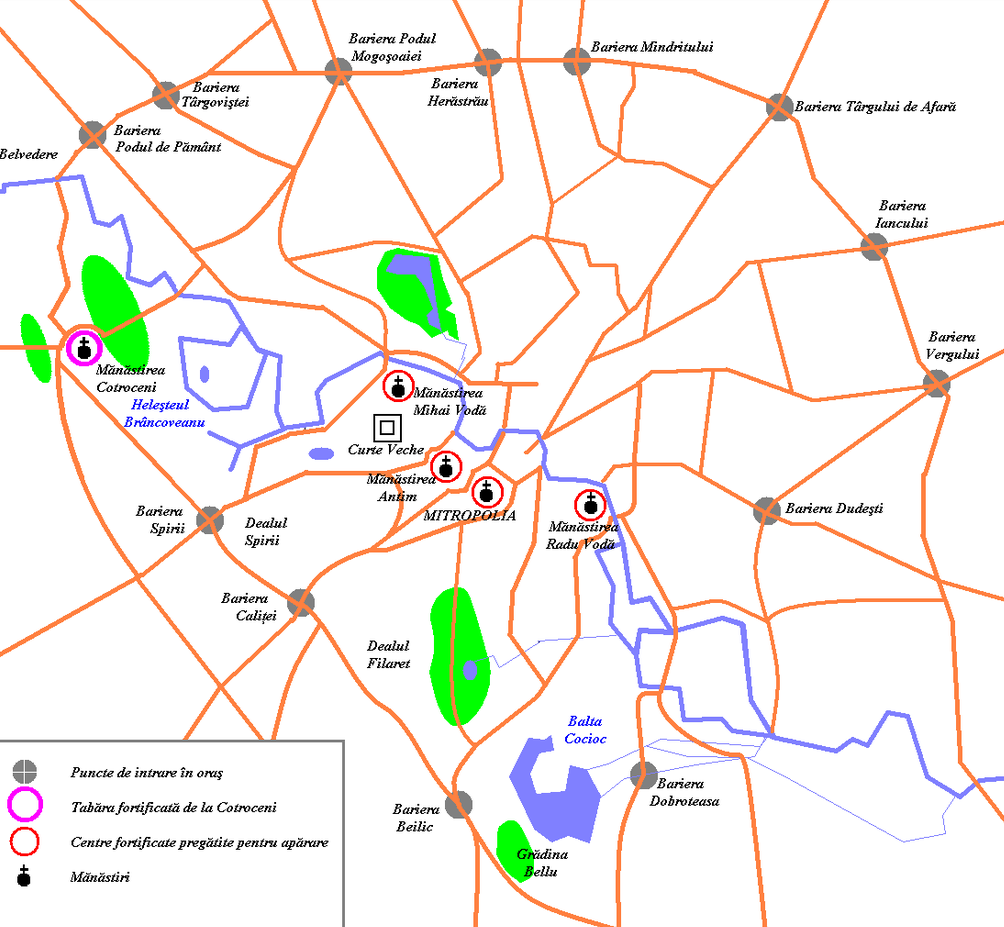 Bariera Podul
Mogoşoaiei
Bariera Mindritului
Bariera
Herăstrău
Bariera
Târgoviştei
Bariera Târgului de Afară
Bariera
Podul de Pământ
Belvedere
Bariera
Iancului
Bariera
Vergului
Mănăstirea
Cotroceni
Heleşteul
Brâncoveanu
Mănăstirea
Mihai Vodă
Curte Veche
Mănăstirea
Antim
MITROPOLIA
Mănăstirea
Radu Vodă
Bariera Dudeşti
Bariera
Spirii
Dealul
Spirii
Bariera
Caliţei
Dealul
Filaret
Balta
Cocioc
Bariera
Dobroteasa
Bariera
Beilic
Grădina
Bellu
Puncte de intrare în oraş
Tabăra fortificată de la Cotroceni
Centre fortificate pregătite pentru apărare
Mănăstiri